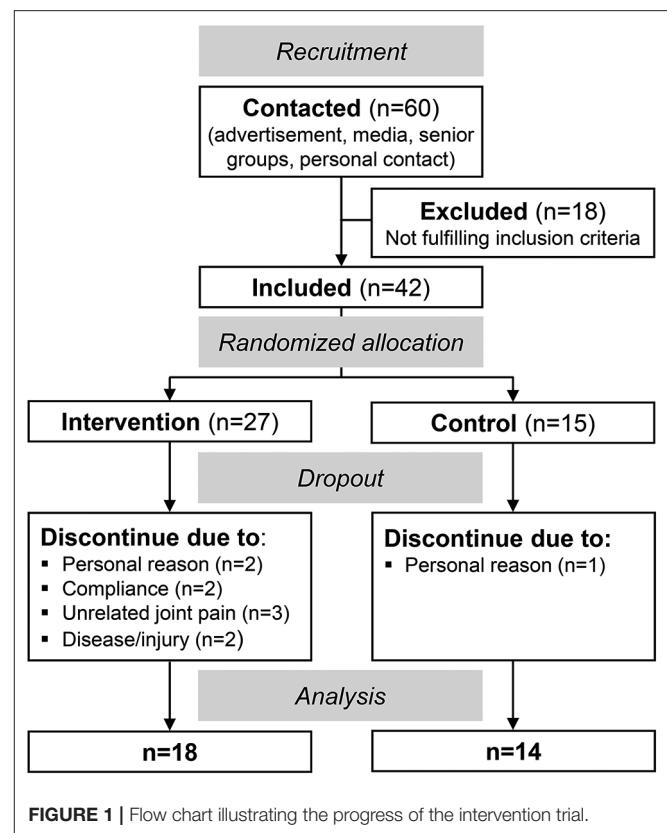 Recruitment
Contacted (n=60)
(advertisement, media, senior
groups, personal contact)
Excluded (n=18)
Not fulfilling inclusion criteria
Included (n=42)
Randomized allocation
Intervention (n=27)
Control (n=15)
Dropout
Discontinue due to:
▪ Personal reason (n=2)
▪ Compliance (n=2)
▪ Unrelated joint pain (n=3)
▪ Disease/injury (n=2)
Discontinue due to:
▪ Personal reason (n=1)
Analysis
n=18
n=14
FIGURE 1 | Flow chart illustrating the progress of the intervention trial.